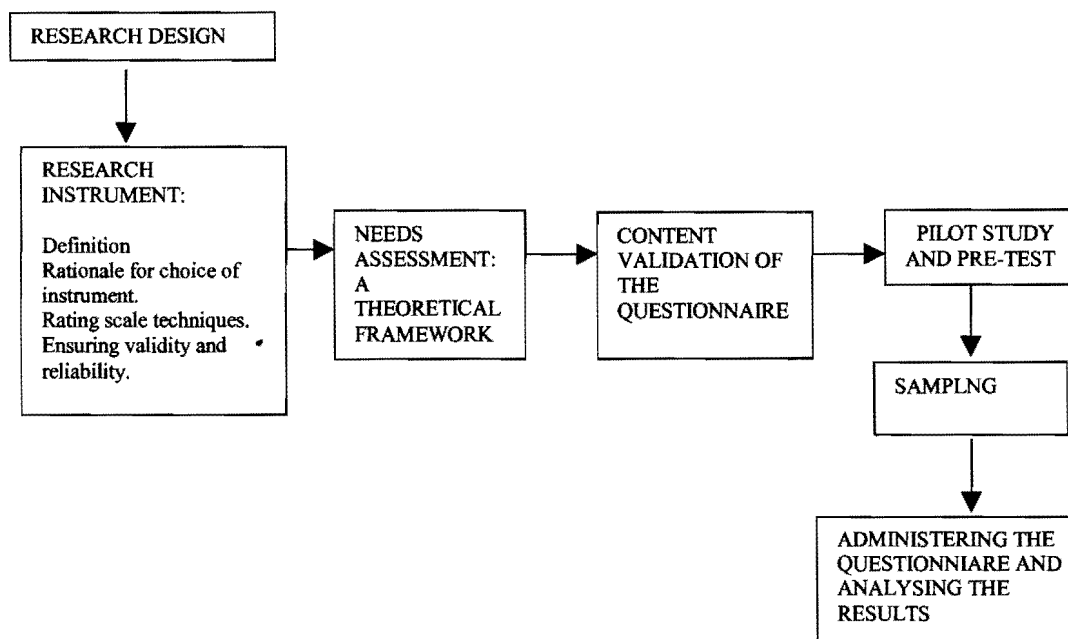 RESEARCH DESIGN
RESEARCH
INSTRUMENT:
Definition
Rationale for choice of
instrument.
Rating scale techniques.
Ensuring validity and
reliability.
NEEDS
ASSESSMENT:
A
THEORETICAL
FRAMEWORK
CONTENT
VALIDATION OF
THE
QUESTIONNAIRE
PILOT STUDY
AND PRE-TEST
SAMPLNG
ADMINISTERING THE
QUESTIONNIARE AND
ANALYSING THE
RESULTS